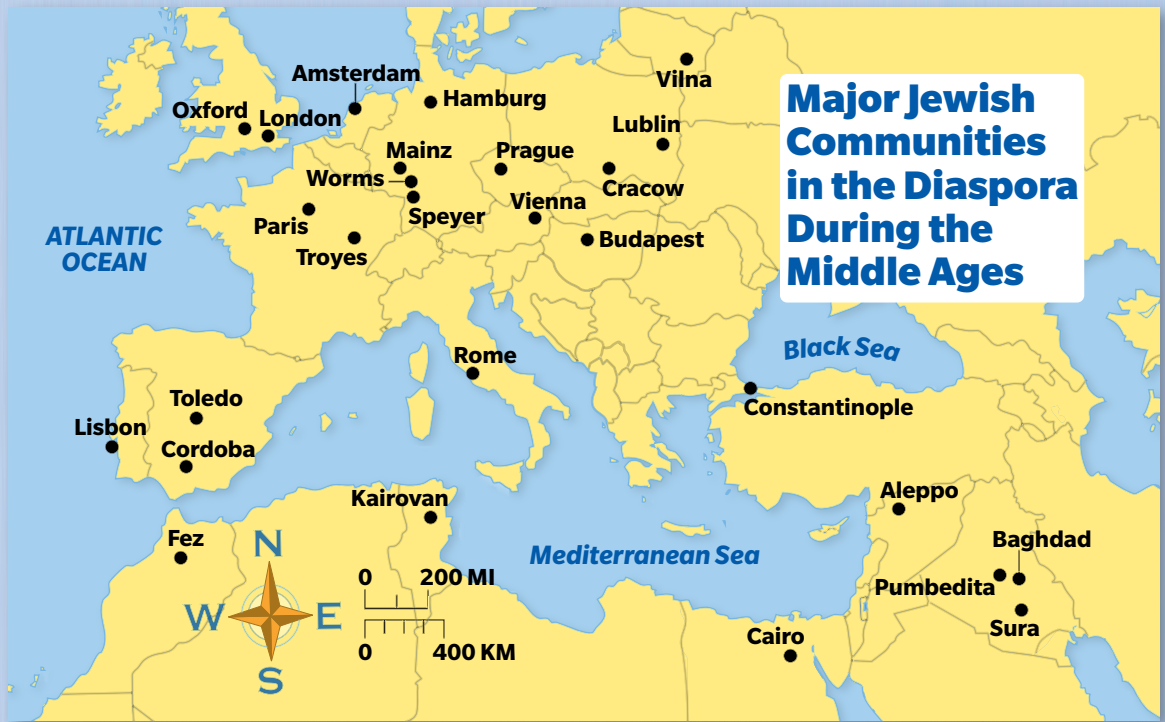 Major Jewish
Communities
in the Diaspora
During the
Middle Ages
Vilna
Amsterdam
Hamburg
Oxford
London
Lublin
Mainz
Prague
Worms
Cracow
Vienna
Speyer
Paris
Budapest
Troyes
ATLANTIC
OCEAN
Black Sea
Rome
Constantinople
Toledo
Lisbon
Cordoba
Kairovan
Aleppo
Fez
Baghdad
Mediterranean Sea
Pumbedita
Sura
Cairo
N
W E
S
0 200 MI
0 400 KM